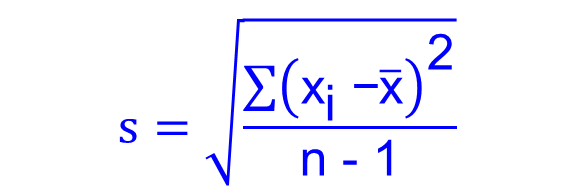 s = √(∑(xᵢ −x̄)² / (n - 1))